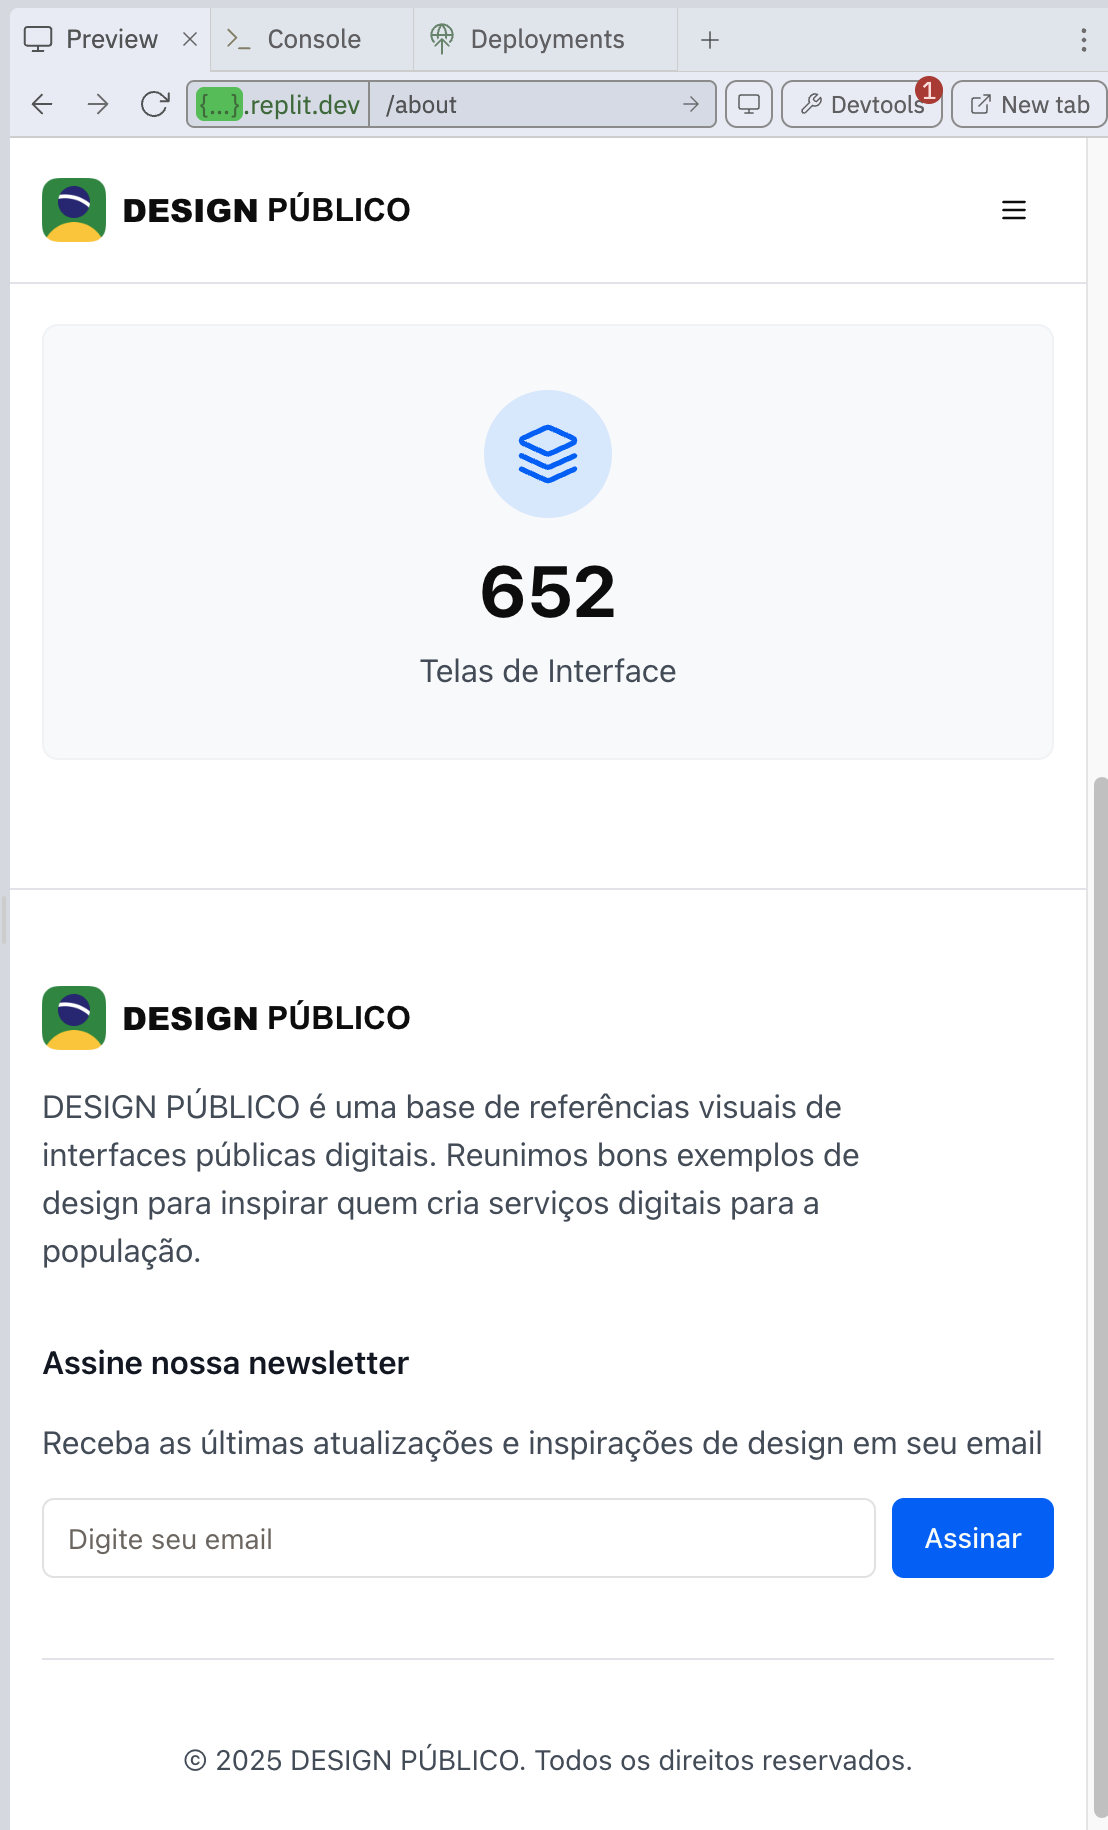 Preview
Console
Deployments
{...}.replit.dev
/about
Devtools
1
New tab
DESIGN PÚBLICO
652
Telas de Interface
DESIGN PÚBLICO
DESIGN PÚBLICO é uma base de referências visuais de
interfaces públicas digitais. Reunimos bons exemplos de
design para inspirar quem cria serviços digitais para a
população.
Assine nossa newsletter
Receba as últimas atualizações e inspirações de design em seu email
Digite seu email
Assinar
© 2025 DESIGN PÚBLICO. Todos os direitos reservados.